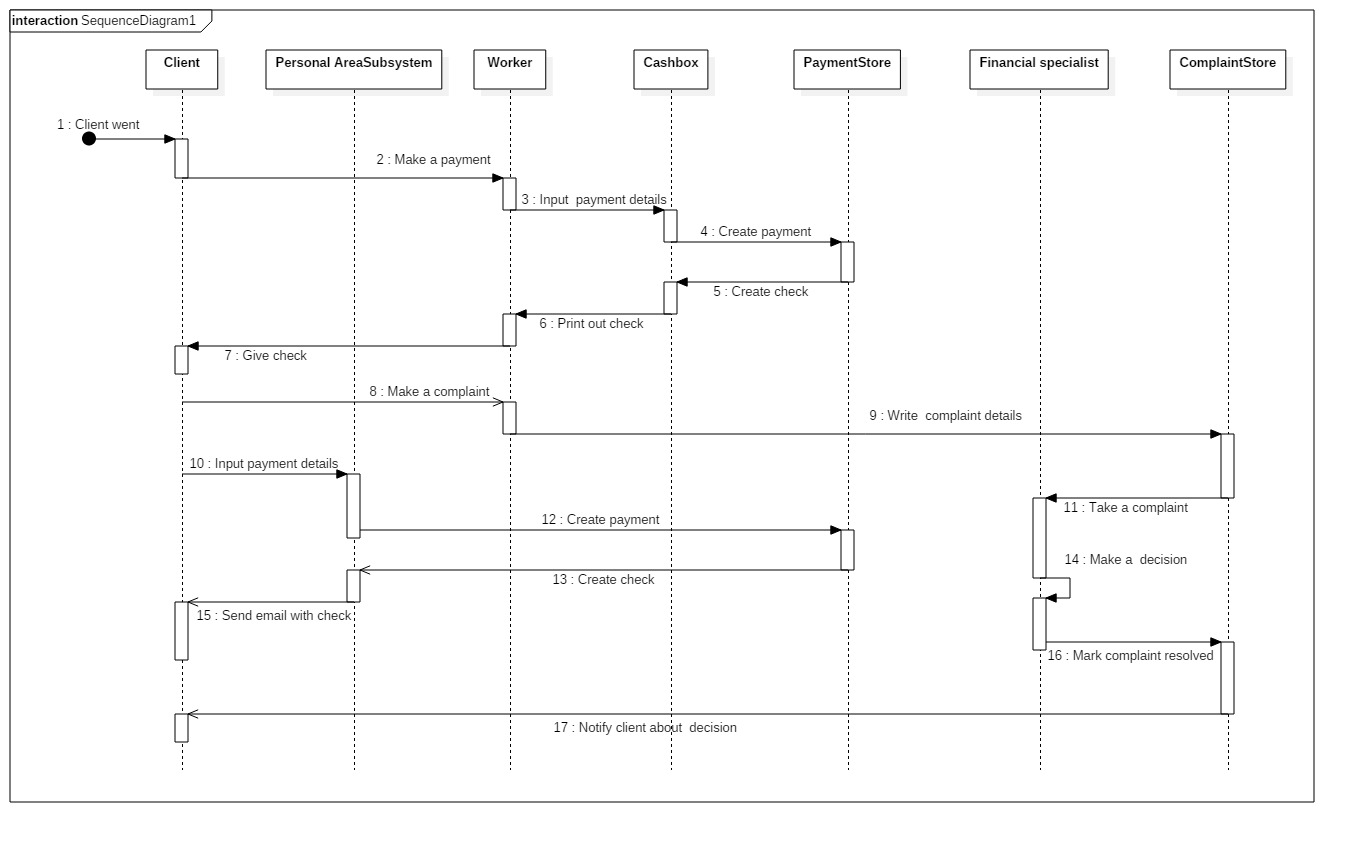 interaction SequenceDiagram1
Client
Personal AreaSubsystem
Worker
Cashbox
PaymentStore
Financial specialist
ComplaintStore
1 : Client went
2 : Make a payment
3 : Input  payment details
4 : Create payment
5 : Create check
6 : Print out check
7 : Give check
8 : Make a complaint
9 : Write  complaint details
10 : Input payment details
11 : Take a complaint
12 : Create payment
13 : Create check
14 : Make a  decision
15 : Send email with check
16 : Mark complaint resolved
17 : Notify client about  decision